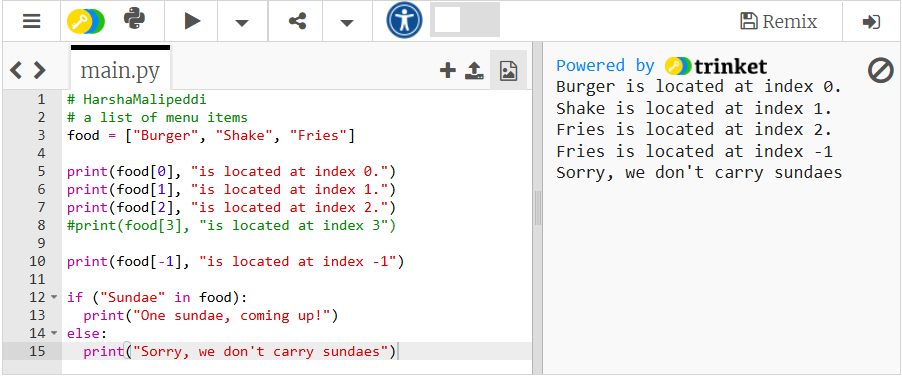 Remix
main.py
1 # HarshaMalipeddi
2 # a list of menu items
3 food = ["Burger", "Shake", "Fries"]
4
5 print(food[0], "is located at index 0.")
6 print(food[1], "is located at index 1.")
7 print(food[2], "is located at index 2.")
8 #print(food[3], "is located at index 3")
9
10 print(food[-1], "is located at index -1")
11
12 if ("Sundae" in food):
13   print("One sundae, coming up!")
14 else:
15   print("Sorry, we don't carry sundaes")
Powered by trinket
Burger is located at index 0.
Shake is located at index 1.
Fries is located at index 2.
Fries is located at index -1
Sorry, we don't carry sundaes